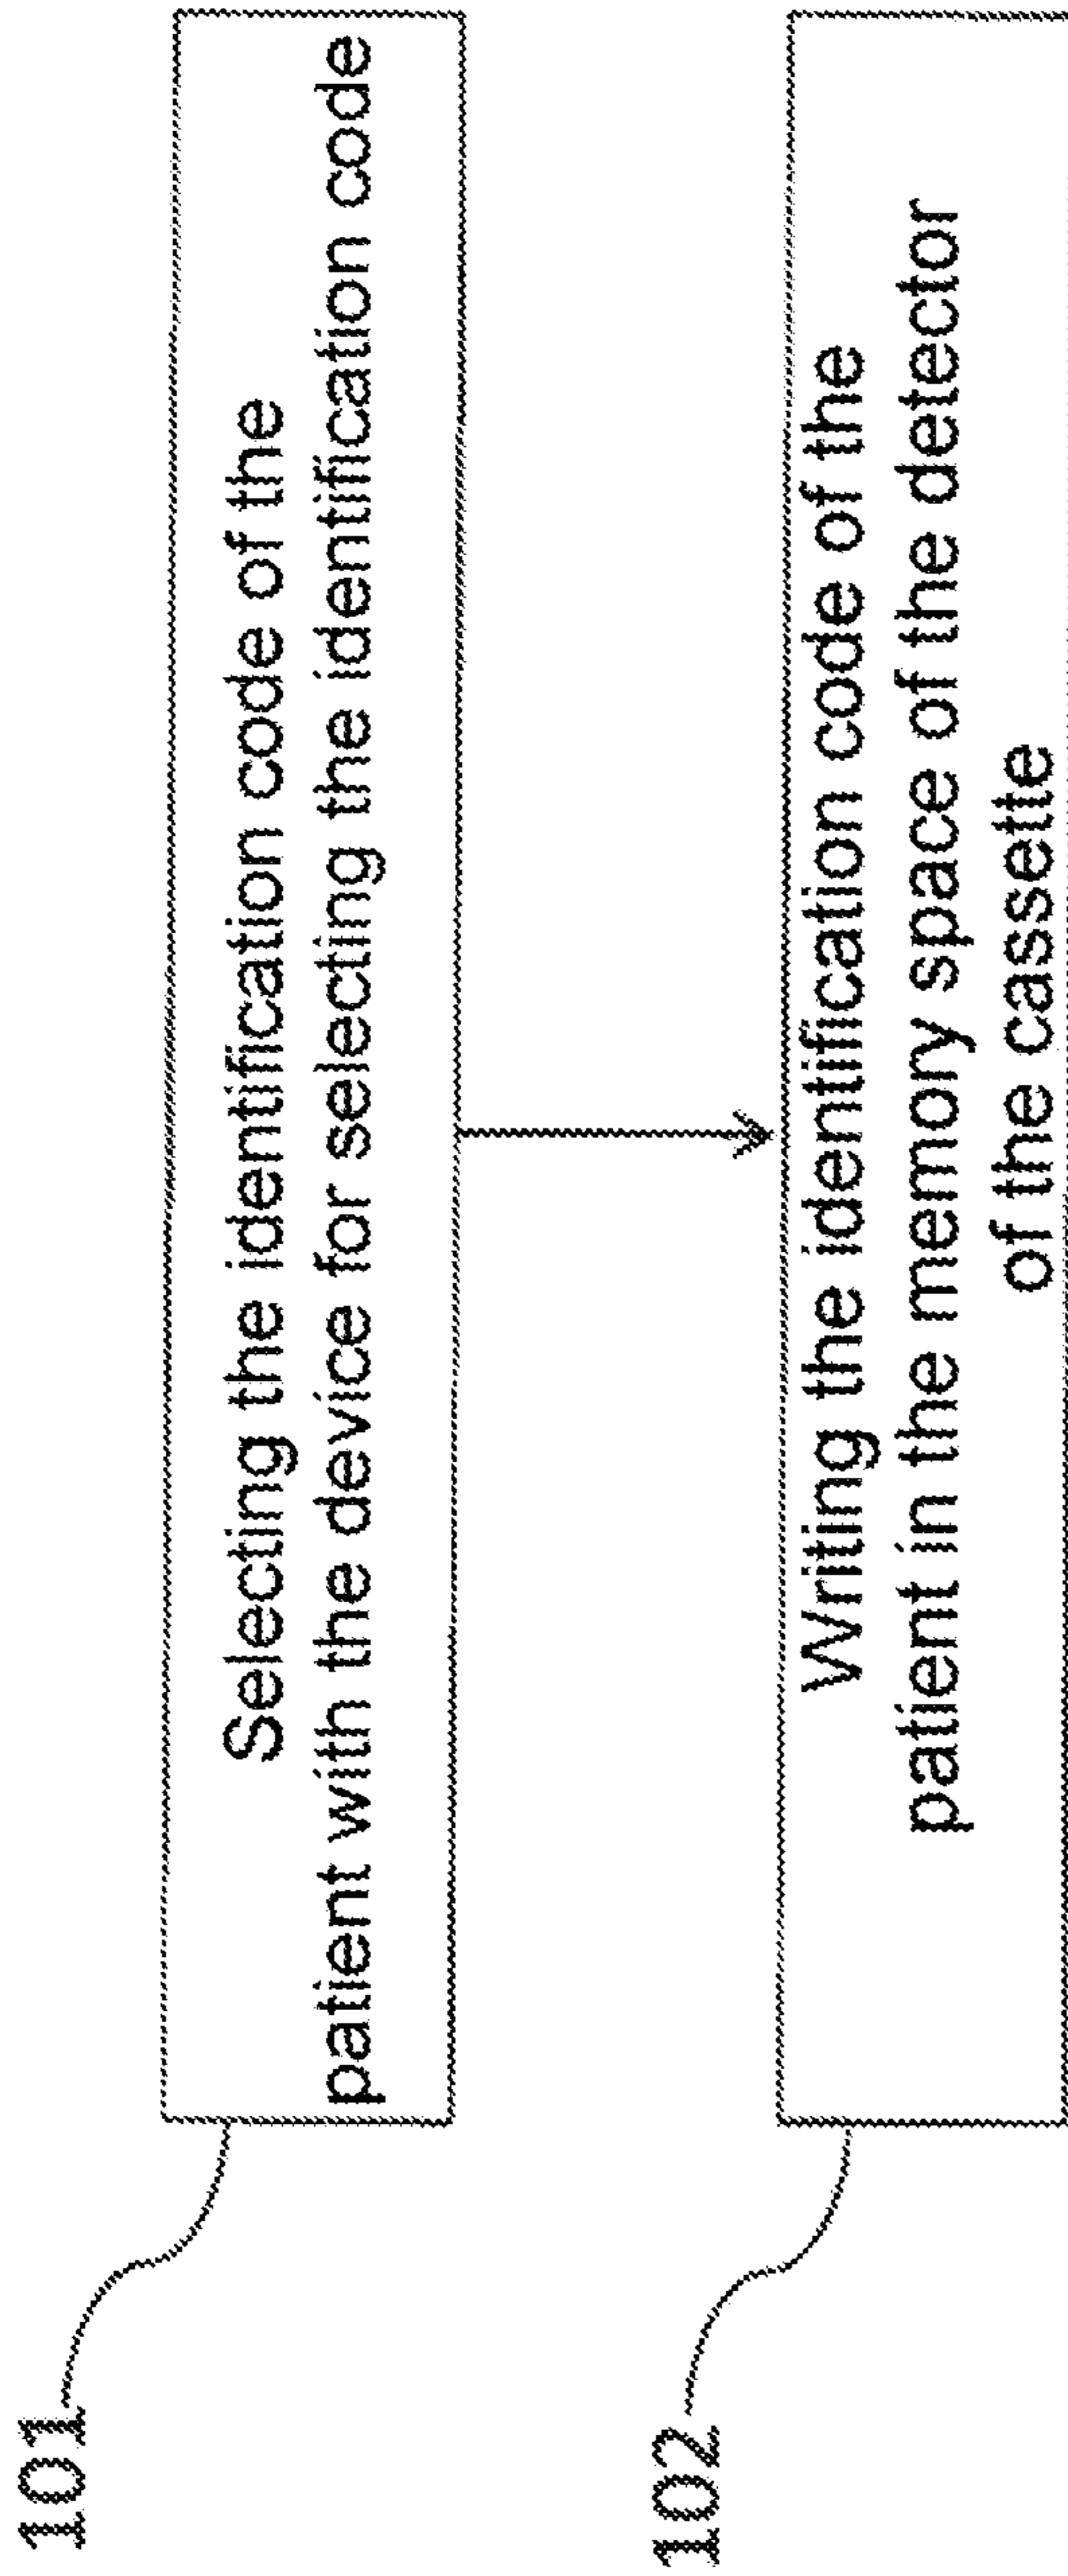 101
Selecting the identification code of the
patient with the device for selecting the identification code
102
Writing the identification code of the
patient in the memory space of the detector
of the cassette